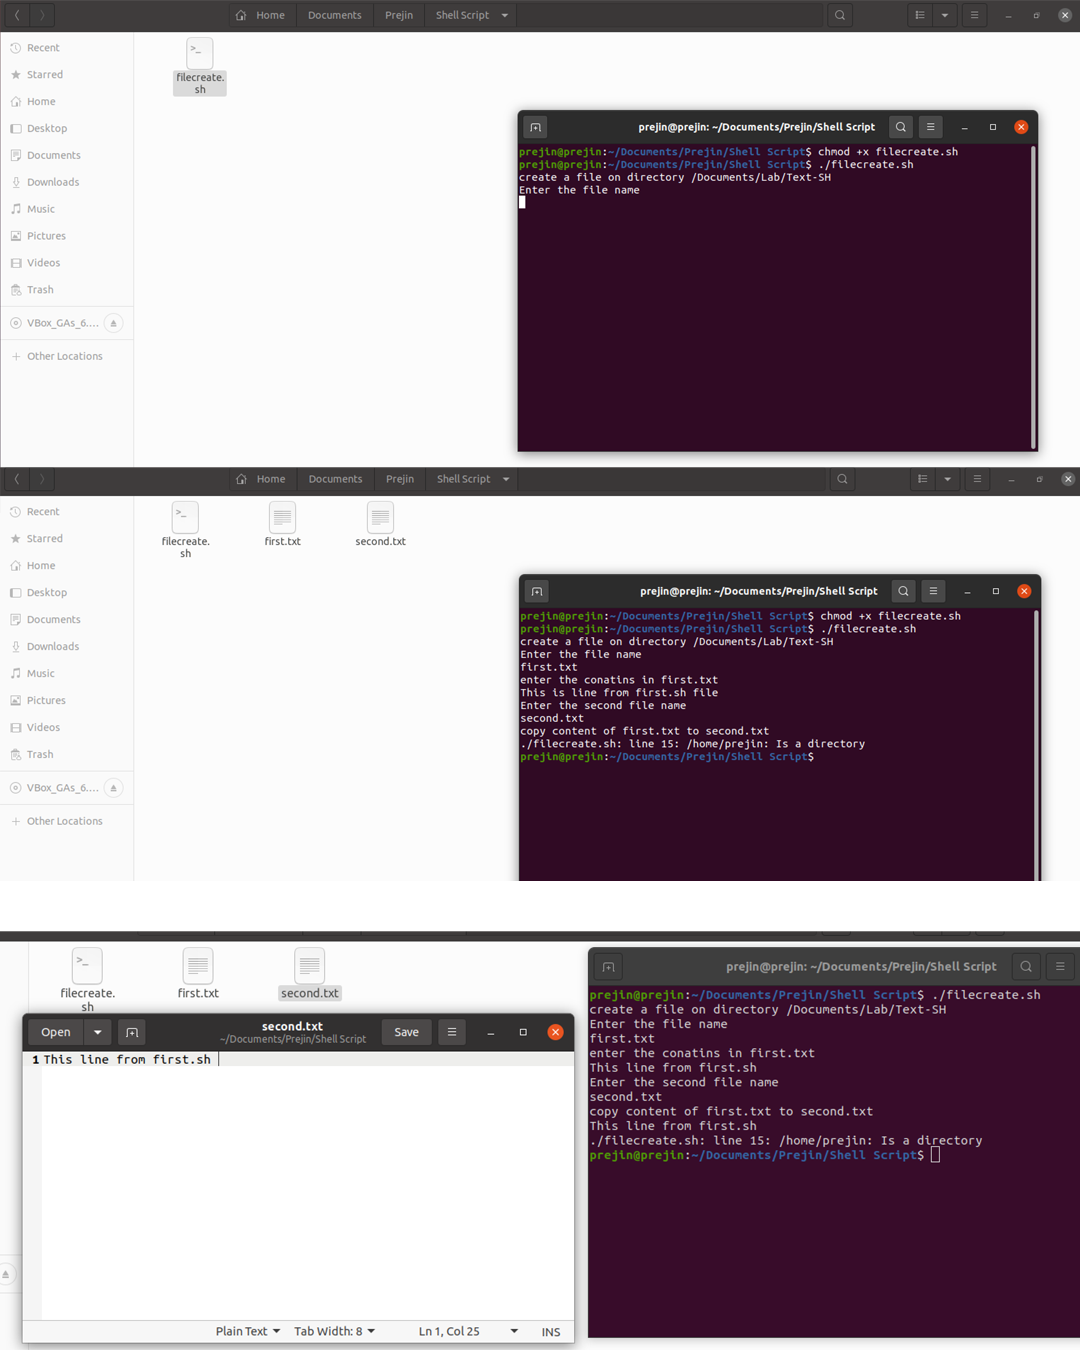 Home Documents Prejin Shell Script
Recent
Starred
Home
Desktop
Documents
Downloads
Music
Pictures
Videos
Trash
VBox_GAs_6....
Other Locations
filecreate.
sh
prejin@prejin: ~/Documents/Prejin/Shell Script
prejin@prejin:~/Documents/Prejin/Shell Script$ chmod +x filecreate.sh
prejin@prejin:~/Documents/Prejin/Shell Script$ ./filecreate.sh
create a file on directory /Documents/Lab/Text-SH
Enter the file name
Home Documents Prejin Shell Script
Recent
Starred
Home
Desktop
Documents
Downloads
Music
Pictures
Videos
Trash
VBox_GAs_6....
Other Locations
filecreate.
sh
first.txt
second.txt
prejin@prejin: ~/Documents/Prejin/Shell Script
prejin@prejin:~/Documents/Prejin/Shell Script$ chmod +x filecreate.sh
prejin@prejin:~/Documents/Prejin/Shell Script$ ./filecreate.sh
create a file on directory /Documents/Lab/Text-SH
Enter the file name
first.txt
enter the conatins in first.txt
This is line from first.sh file
Enter the second file name
second.txt
copy content of first.txt to second.txt
./filecreate.sh: line 15: /home/prejin: Is a directory
prejin@prejin:~/Documents/Prejin/Shell Script$
filecreate.
sh
first.txt
second.txt
Open
second.txt
~/Documents/Prejin/Shell Script
Save
1 This line from first.sh
Plain Text Tab Width: 8 Ln 1, Col 25 INS
prejin@prejin: ~/Documents/Prejin/Shell Script
prejin@prejin:~/Documents/Prejin/Shell Script$ ./filecreate.sh
create a file on directory /Documents/Lab/Text-SH
Enter the file name
first.txt
enter the conatins in first.txt
This line from first.sh
Enter the second file name
second.txt
copy content of first.txt to second.txt
This line from first.sh
./filecreate.sh: line 15: /home/prejin: Is a directory
prejin@prejin:~/Documents/Prejin/Shell Script$